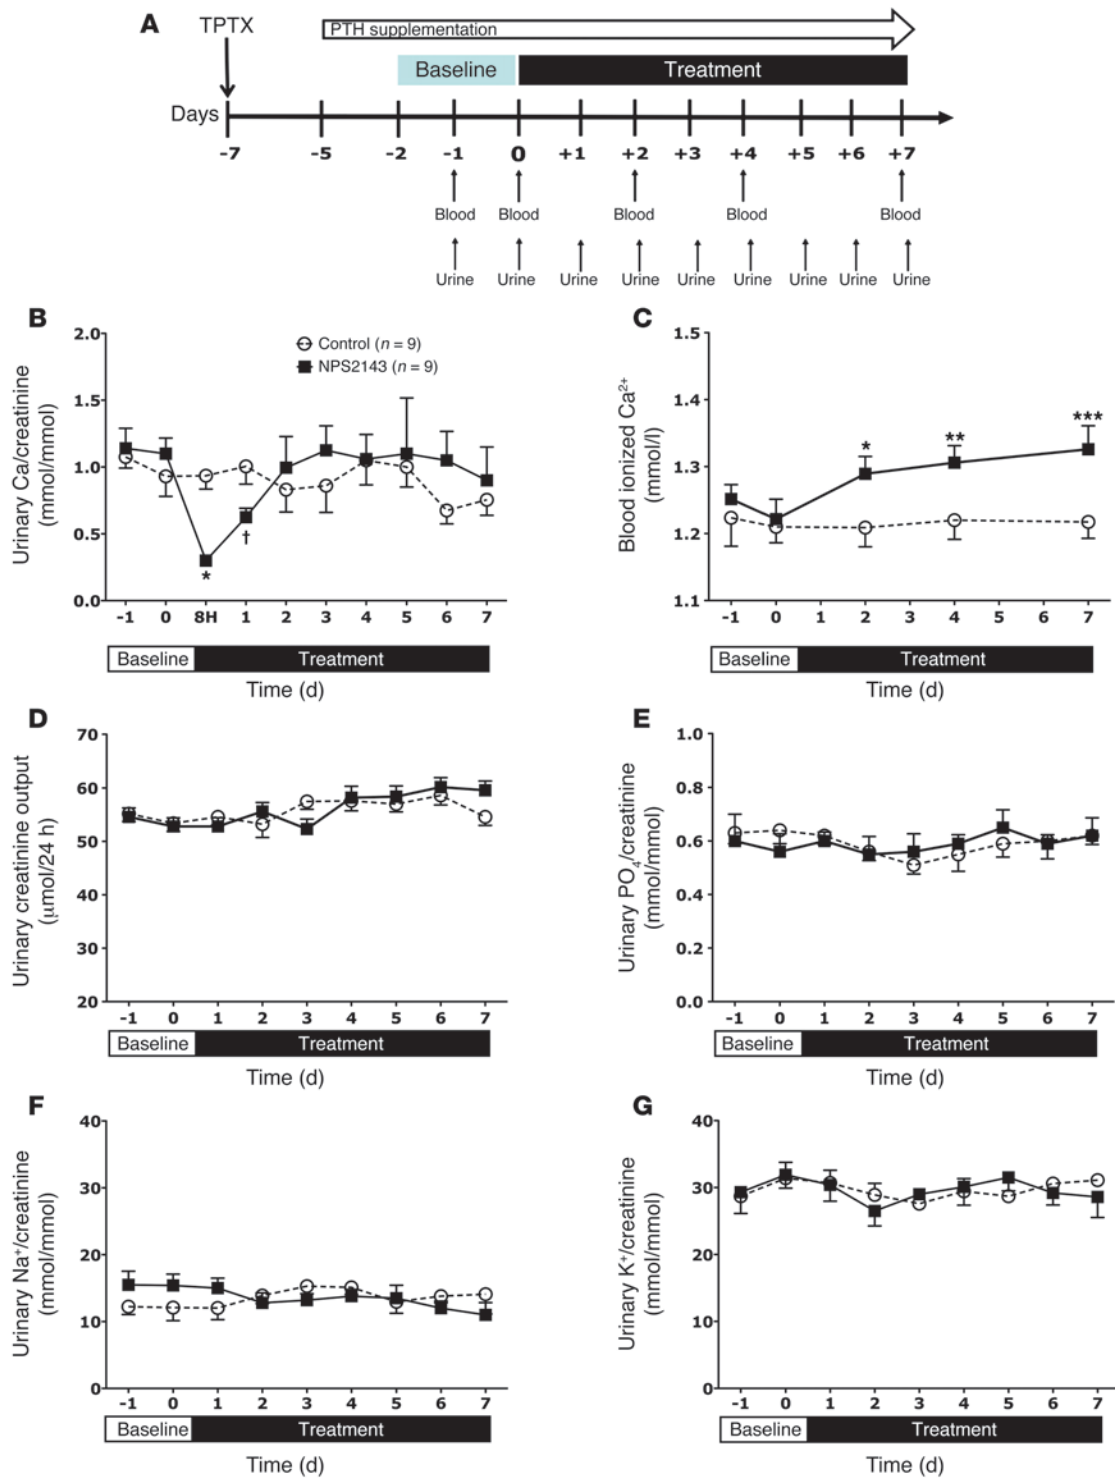 A
TPTX
PTH supplementation
Baseline
Treatment
Days
-7 -5 -2 -1 0 +1 +2 +3 +4 +5 +6 +7
Blood Blood Blood Blood Blood
Urine Urine Urine Urine Urine Urine Urine Urine Urine
B
Urinary Ca/creatinine
(mmol/mmol)
2.0
1.5
1.0
0.5
0.0
Control (n = 9)
NPS2143 (n = 9)
*
†
-1 0 8H 1 2 3 4 5 6 7
Baseline Treatment
Time (d)
C
Blood ionized Ca²⁺
(mmol/l)
1.5
1.4
1.3
1.2
1.1
* ** ***
-1 0 1 2 3 4 5 6 7
Baseline Treatment
Time (d)
D
Urinary creatinine output
(μmol/24 h)
70
60
50
40
30
20
-1 0 1 2 3 4 5 6 7
Baseline Treatment
Time (d)
E
Urinary PO₄/creatinine
(mmol/mmol)
1.0
0.8
0.6
0.4
0.2
0.0
-1 0 1 2 3 4 5 6 7
Baseline Treatment
Time (d)
F
Urinary Na⁺/creatinine
(mmol/mmol)
40
30
20
10
0
-1 0 1 2 3 4 5 6 7
Baseline Treatment
Time (d)
G
Urinary K⁺/creatinine
(mmol/mmol)
40
30
20
10
0
-1 0 1 2 3 4 5 6 7
Baseline Treatment
Time (d)